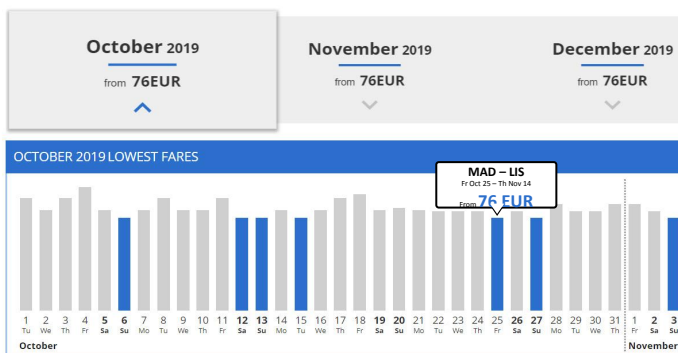 October 2019
November 2019
December 2019
from 76EUR
from 76EUR
from 76EUR
OCTOBER 2019 LOWEST FARES
MAD – LIS
Fr Oct 25 – Th Nov 14
From 76 EUR
1 2 3 4 5 6 7 8 9 10 11 12 13 14 15 16 17 18 19 20 21 22 23 24 25 26 27 28 29 30 31 1 2 3
Tu We Th Fr Sa Su Mo Tu We Th Fr Sa Su Mo Tu We Th Fr Sa Su Mo Tu We Th Fr Sa Su Mo Tu We Th Fr Sa Su
October
November